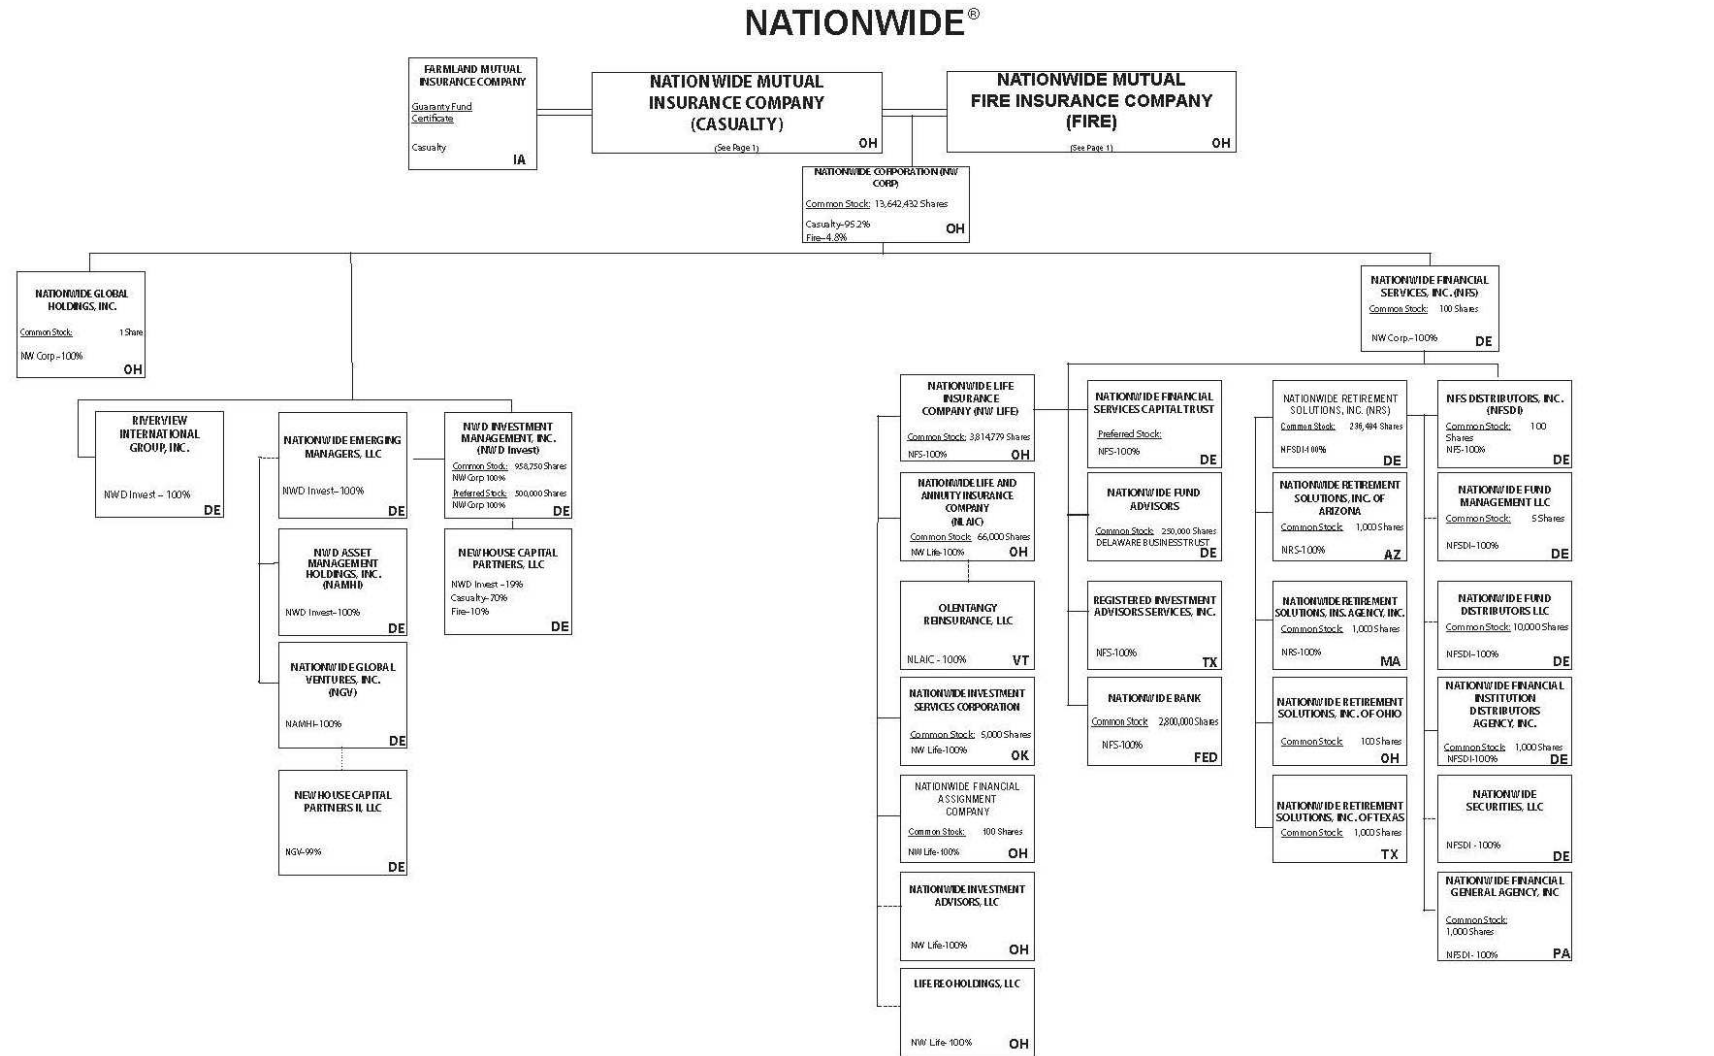 NATIONWIDE®
FARMLAND MUTUAL
INSURANCE COMPANY
Guaranty Fund
Certificate
Casualty
IA
NATIONWIDE MUTUAL
INSURANCE COMPANY
(CASUALTY)
(See Page 1)
OH
NATIONWIDE MUTUAL
FIRE INSURANCE COMPANY
(FIRE)
(See Page 1)
OH
NATIONWIDE CORPORATION (NW
CORP)
Common Stock: 13,642,432 Shares
Casualty-95.2%
Fire-4.8%
OH
NATIONWIDE GLOBAL
HOLDINGS, INC.
Common Stock: 1 Share
NW Corp.-100%
OH
NATIONWIDE FINANCIAL
SERVICES, INC. (NFS)
Common Stock: 100 Shares
NW Corp.-100%
DE
RIVERVIEW
INTERNATIONAL
GROUP, INC.
NWD Invest - 100%
DE
NATIONWIDE EMERGING
MANAGERS, LLC
NWD Invest-100%
DE
NWD INVESTMENT
MANAGEMENT, INC.
(NWD Invest)
Common Stock: 958,750 Shares
NW Corp 100%
Preferred Stock: 500,000 Shares
NW Corp 100%
DE
NWD ASSET
MANAGEMENT
HOLDINGS, INC.
(NAMHI)
NWD Invest-100%
DE
NEWHOUSE CAPITAL
PARTNERS, LLC
NWD Invest -19%
Casualty-70%
Fire-10%
DE
NATIONWIDE GLOBAL
VENTURES, INC.
(NGV)
NAMHI-100%
DE
NEWHOUSE CAPITAL
PARTNERS II, LLC
NGV-99%
DE
NATIONWIDE LIFE
INSURANCE
COMPANY (NW LIFE)
Common Stock: 3,814,779 Shares
NFS-100%
OH
NATIONWIDE LIFE AND
ANNUITY INSURANCE
COMPANY
(NLAIC)
Common Stock: 66,000 Shares
NW Life-100%
OH
OLENTANGY
REINSURANCE, LLC
NLAIC - 100%
VT
NATIONWIDE INVESTMENT
SERVICES CORPORATION
Common Stock: 5,000 Shares
NW Life-100%
OK
NATIONWIDE FINANCIAL
ASSIGNMENT
COMPANY
Common Stock: 100 Shares
NW Life-100%
OH
NATIONWIDE INVESTMENT
ADVISORS, LLC
NW Life-100%
OH
LIFE REO HOLDINGS, LLC
NW Life-100%
OH
NATIONWIDE FINANCIAL
SERVICES CAPITAL TRUST
Preferred Stock:
NFS-100%
DE
NATIONWIDE FUND
ADVISORS
Common Stock: 250,000 Shares
DELAWARE BUSINESS TRUST
DE
REGISTERED INVESTMENT
ADVISORS SERVICES, INC.
NFS-100%
TX
NATIONWIDE BANK
Common Stock 2,800,000 Shares
NFS-100%
FED
NATIONWIDE RETIREMENT
SOLUTIONS, INC. (NRS)
Common Stock: 236,494 Shares
NFSDI-100%
DE
NATIONWIDE RETIREMENT
SOLUTIONS, INC. OF
ARIZONA
Common Stock: 1,000 Shares
NRS-100%
AZ
NATIONWIDE RETIREMENT
SOLUTIONS, INS. AGENCY, INC.
Common Stock: 1,000 Shares
NRS-100%
MA
NATIONWIDE RETIREMENT
SOLUTIONS, INC. OF OHIO
Common Stock: 100 Shares
OH
NATIONWIDE RETIREMENT
SOLUTIONS, INC. OF TEXAS
Common Stock: 1,000 Shares
TX
NFS DISTRIBUTORS, INC.
(NFSDI)
Common Stock: 100
Shares
NFS-100%
DE
NATIONWIDE FUND
MANAGEMENT LLC
Common Stock: 5 Shares
NFSDI-100%
DE
NATIONWIDE FUND
DISTRIBUTORS LLC
Common Stock: 10,000 Shares
NFSDI-100%
DE
NATIONWIDE FINANCIAL
INSTITUTION
DISTRIBUTORS
AGENCY, INC.
Common Stock: 1,000 Shares
NFSDI-100%
DE
NATIONWIDE
SECURITIES, LLC
NFSDI - 100%
DE
NATIONWIDE FINANCIAL
GENERAL AGENCY, INC
Common Stock:
1,000 Shares
NFSDI - 100%
PA